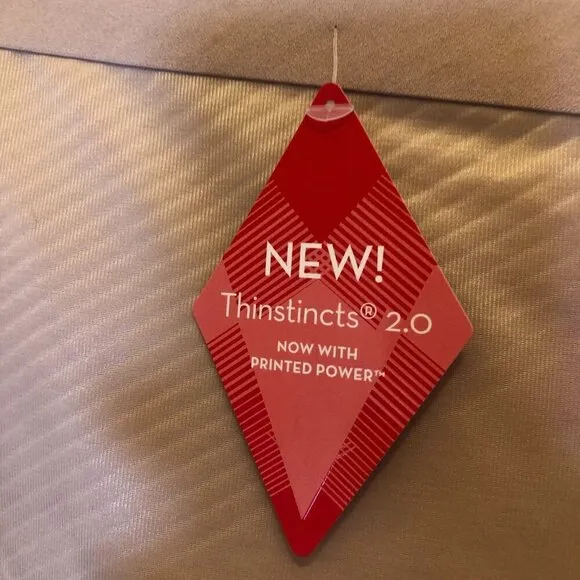 NEW!
Thinstincts® 2.0
NOW WITH
PRINTED POWER™